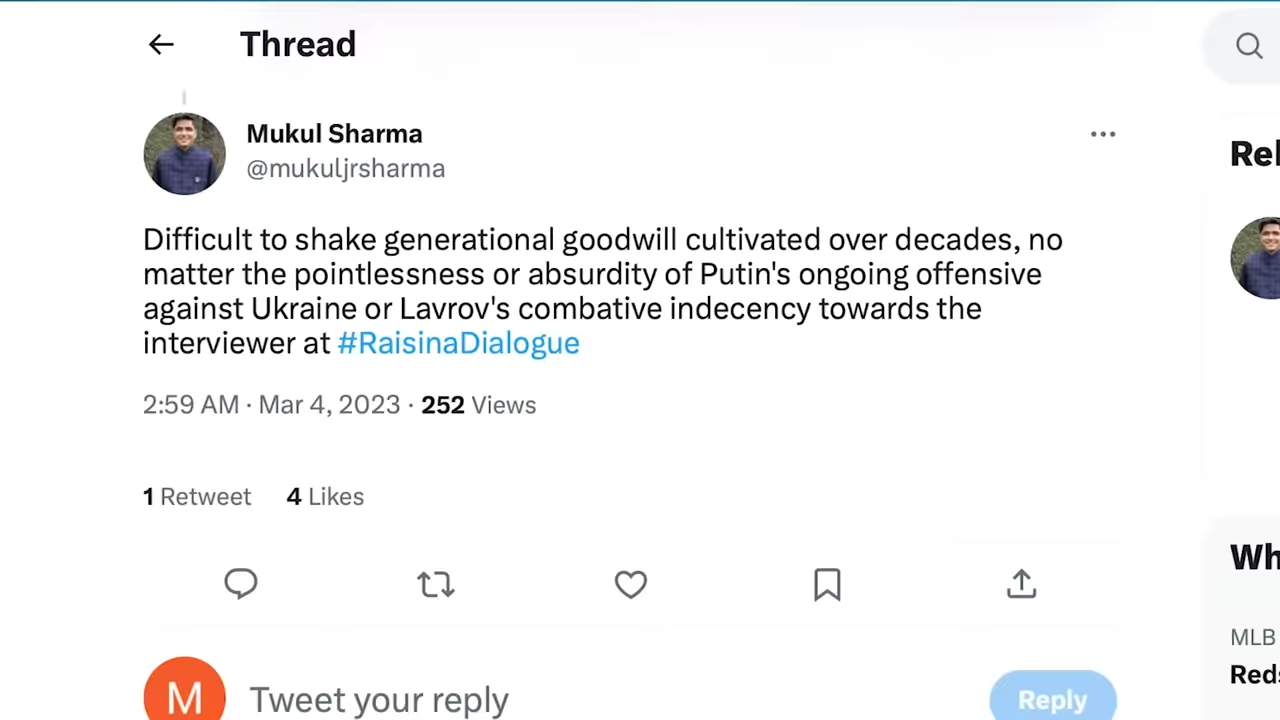 Thread
Mukul Sharma
@mukuljrsharma
Difficult to shake generational goodwill cultivated over decades, no
matter the pointlessness or absurdity of Putin's ongoing offensive
against Ukraine or Lavrov's combative indecency towards the
interviewer at #RaisinaDialogue
2:59 AM · Mar 4, 2023 · 252 Views
1 Retweet 4 Likes
M
Tweet your reply
Reply
Rel
Wh
MLB
Reds